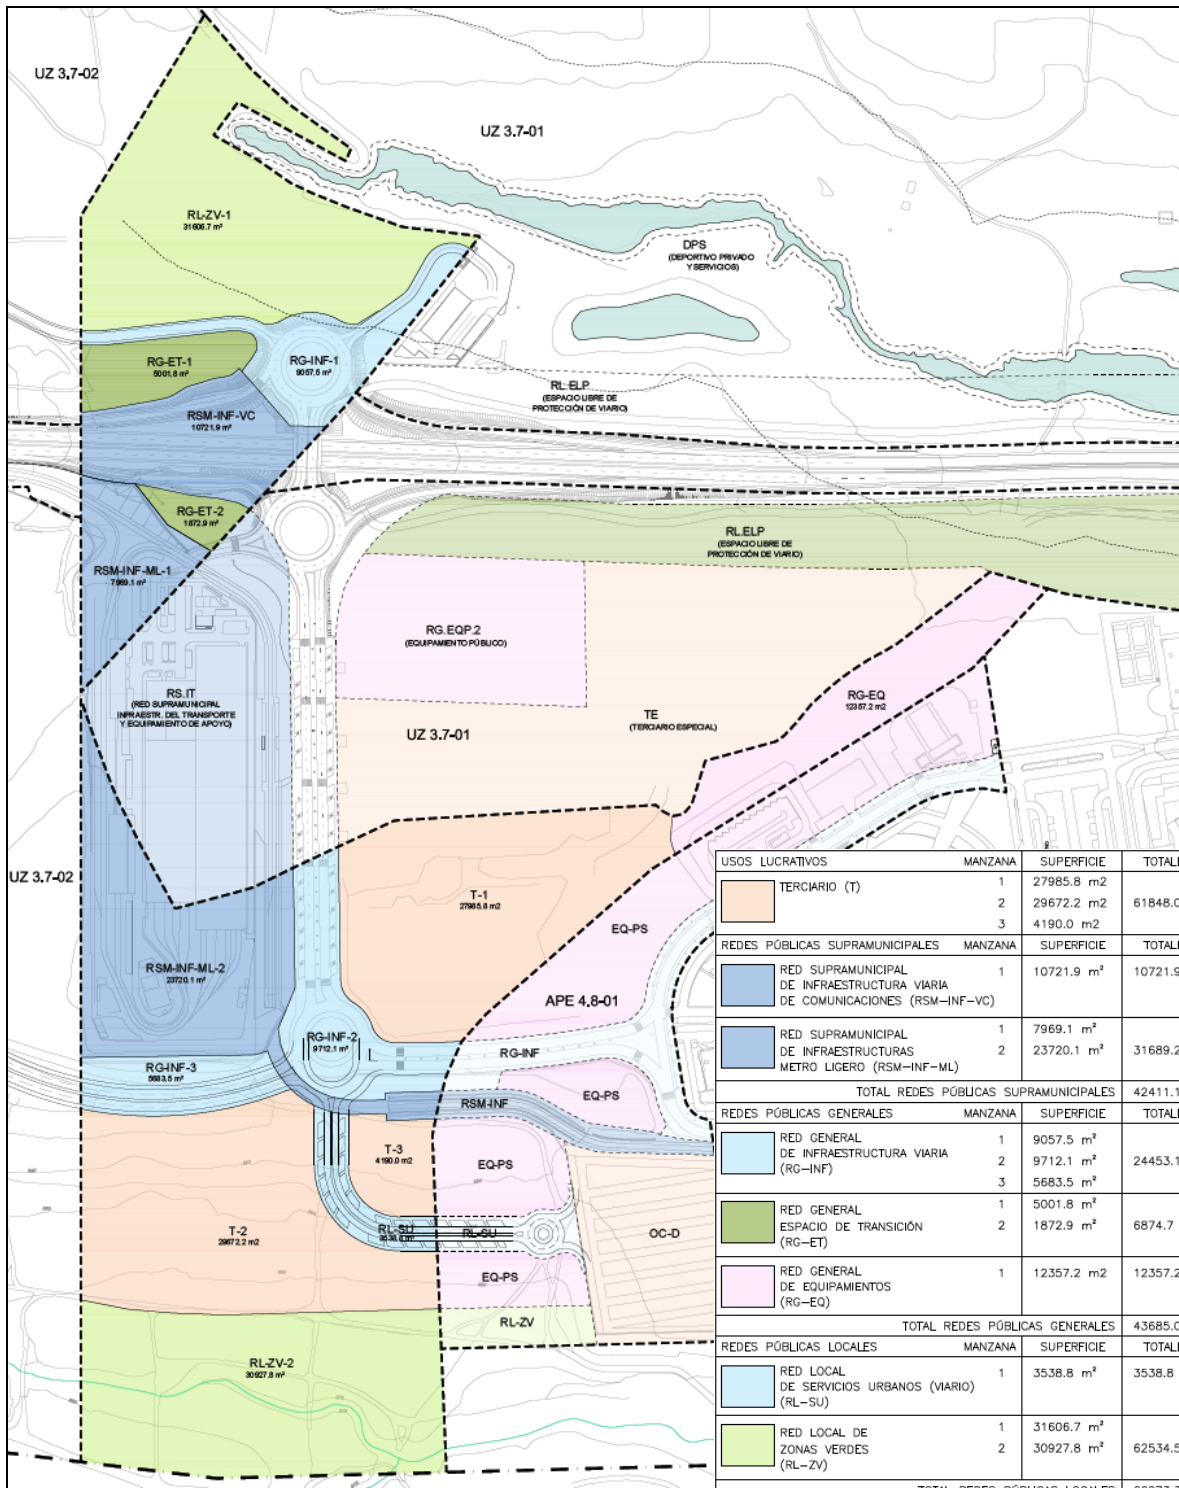 UZ 3.7-02
UZ 3.7-01
RL-ZV-1
31606.7 m²
DPS
(DEPORTIVO PRIVADO
Y SERVICIOS)
RG-ET-1
5001.8 m²
RG-INF-1
9057.5 m²
RL.ELP
(ESPACIO LIBRE DE
PROTECCIÓN DE VIARIO)
RSM-INF-VC
10721.9 m²
RG-ET-2
1872.9 m²
RL.ELP
(ESPACIO LIBRE DE
PROTECCIÓN DE VIARIO)
RSM-INF-ML-1
7969.1 m²
RG.EQP.2
(EQUIPAMIENTO PÚBLICO)
RS.IT
(RED SUPRAMUNICIPAL
INFRAESTR. DEL TRANSPORTE
Y EQUIPAMIENTO DE APOYO)
RG-EQ
12357.2 m2
TE
(TERCIARIO ESPECIAL)
UZ 3.7-01
UZ 3.7-02
T-1
27985.8 m2
EQ-PS
RSM-INF-ML-2
23720.1 m²
APE 4.8-01
RG-INF-2
9712.1 m²
RG-INF
RG-INF-3
5683.5 m²
EQ-PS
RSM-INF
T-3
4190.0 m2
EQ-PS
T-2
29672.2 m2
RL-SU
3538.8 m²
RL-SU
OC-D
EQ-PS
RL-ZV
RL-ZV-2
30927.8 m²
USOS LUCRATIVOS MANZANA SUPERFICIE
TERCIARIO (T) 1 27985.8 m2
2 29672.2 m2 61848.0
3 4190.0 m2
REDES PÚBLICAS SUPRAMUNICIPALES MANZANA SUPERFICIE
RED SUPRAMUNICIPAL 1 10721.9 m² 10721.9
DE INFRAESTRUCTURA VIARIA
DE COMUNICACIONES (RSM-INF-VC)
RED SUPRAMUNICIPAL 1 7969.1 m²
DE INFRAESTRUCTURAS 2 23720.1 m² 31689.2
METRO LIGERO (RSM-INF-ML)
TOTAL REDES PÚBLICAS SUPRAMUNICIPALES 42411.1
REDES PÚBLICAS GENERALES MANZANA SUPERFICIE
RED GENERAL 1 9057.5 m²
DE INFRAESTRUCTURA VIARIA 2 9712.1 m² 24453.1
(RG-INF) 3 5683.5 m²
RED GENERAL 1 5001.8 m²
ESPACIO DE TRANSICIÓN 2 1872.9 m² 6874.7
(RG-ET)
RED GENERAL 1 12357.2 m2 12357.2
DE EQUIPAMIENTOS
(RG-EQ)
TOTAL REDES PÚBLICAS GENERALES 43685.0
REDES PÚBLICAS LOCALES MANZANA SUPERFICIE
RED LOCAL 1 3538.8 m² 3538.8
DE SERVICIOS URBANOS (VIARIO)
(RL-SU)
RED LOCAL DE 1 31606.7 m²
ZONAS VERDES 2 30927.8 m² 62534.5
(RL-ZV)